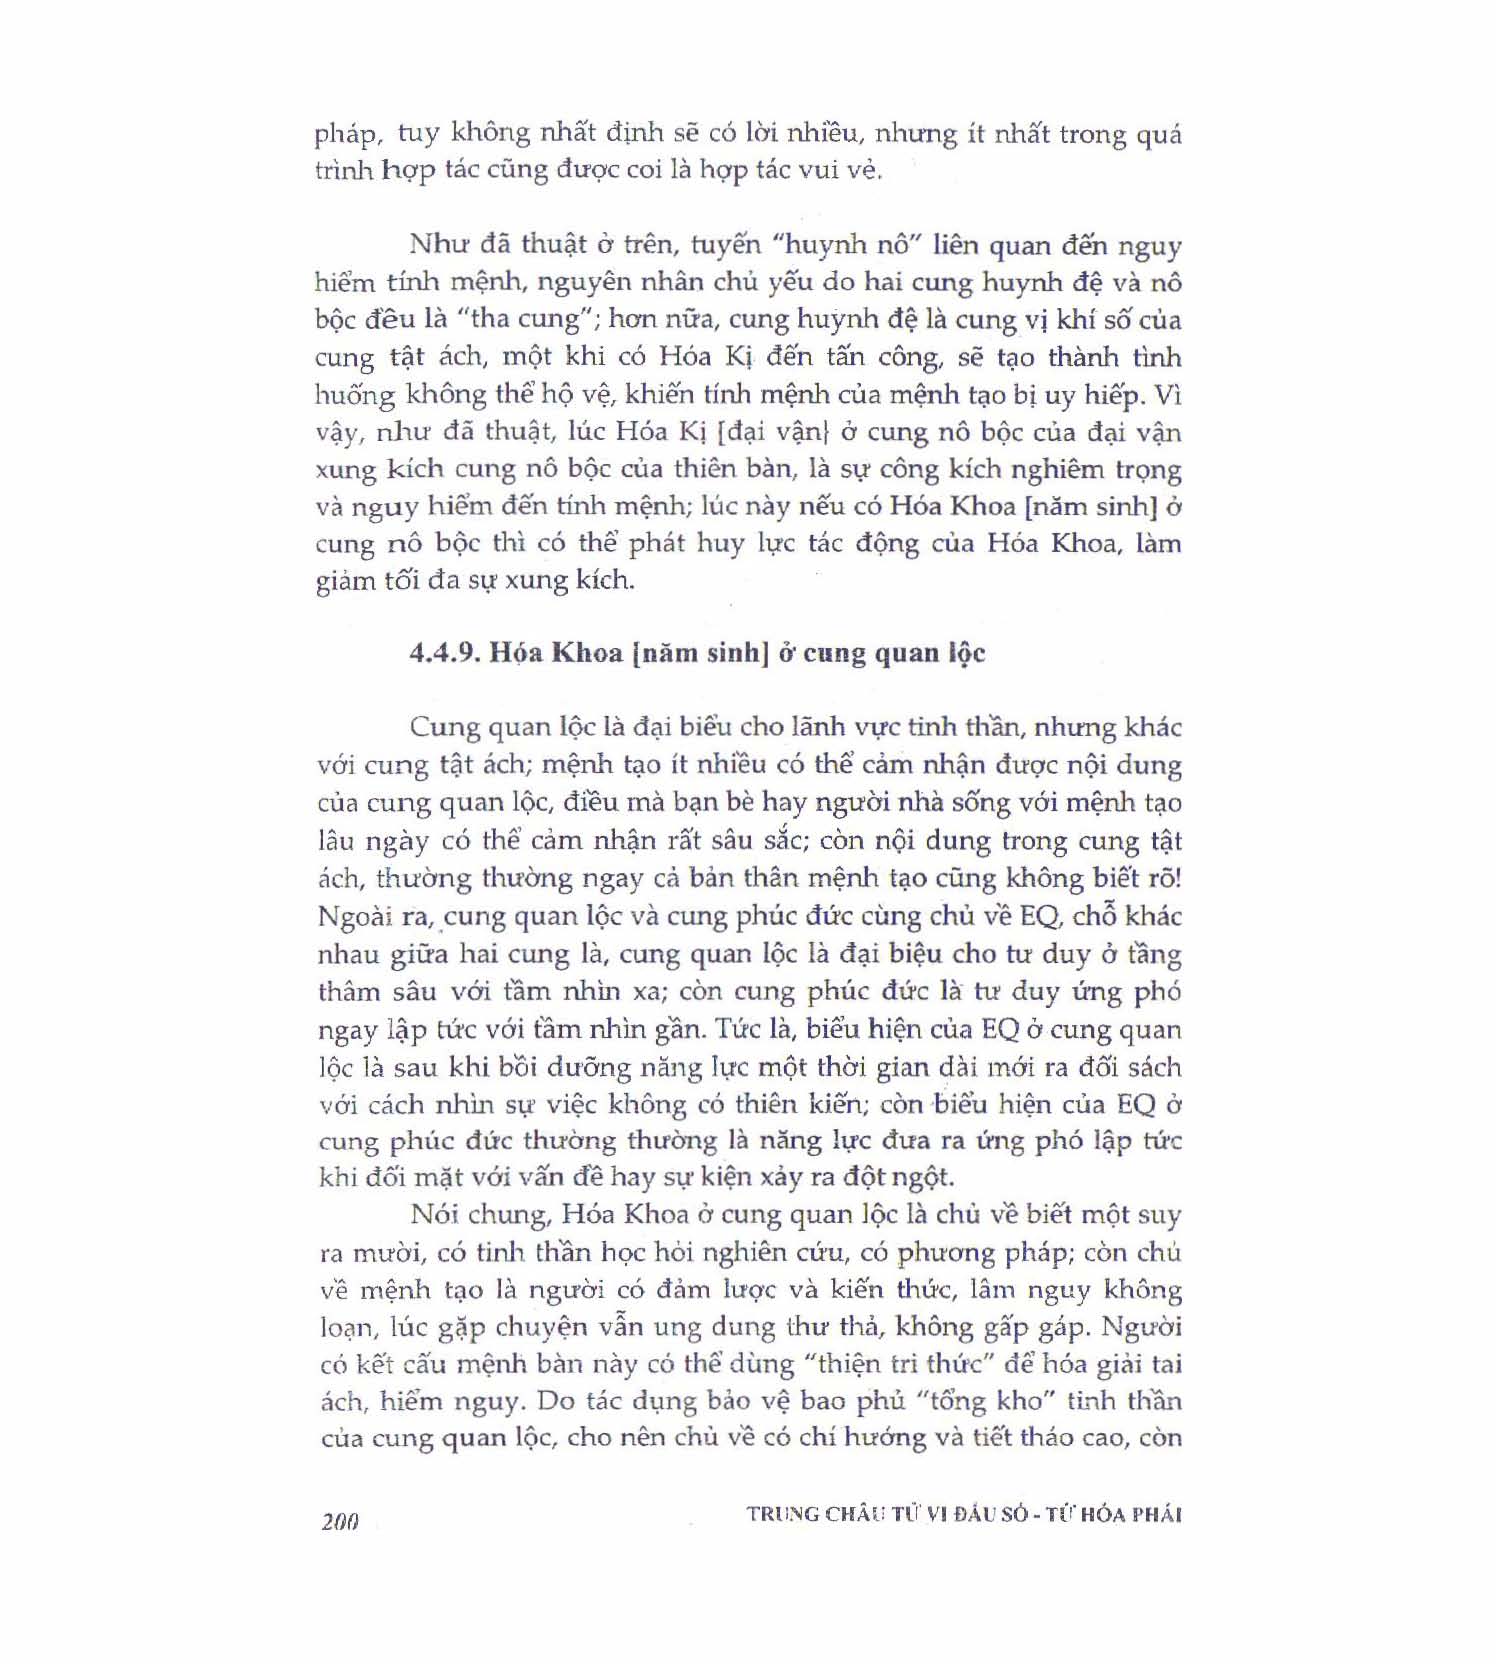 pháp, tuy không nhất định sẽ có lời nhiều, nhưng ít nhất trong quá
trình hợp tác cũng được coi là hợp tác vui vẻ.
Như đã thuật ở trên, tuyến "huynh nô" liên quan đến nguy
hiểm tính mệnh, nguyên nhân chủ yếu do hai cung huynh đệ và nô
bộc đều là "tha cung"; hơn nữa, cung huynh đệ là cung vị khí số của
cung tật ách, một khi có Hóa Kị đến tấn công, sẽ tạo thành tình
huống không thể hộ vệ, khiến tính mệnh của mệnh tạo bị uy hiếp. Vì
vậy, như đã thuật, lúc Hóa Kị [đại vận} ở cung nô bộc của đại vận
xung kích cung nô bộc của thiên bàn, là sự công kích nghiêm trọng
và nguy hiểm đến tính mệnh; lúc này nếu có Hóa Khoa [năm sinh] ở
cung nô bộc thì có thể phát huy lực tác động của Hóa Khoa, làm
giảm tối đa sự xung kích.
4.4.9. Hóa Khoa [năm sinh] ở cung quan lộc
Cung quan lộc là đại biểu cho lãnh vực tinh thần, nhưng khác
với cung tật ách; mệnh tạo ít nhiều có thể cảm nhận được nội dung
của cung quan lộc, điều mà bạn bè hay người nhà sống với mệnh tạo
lâu ngày có thể cảm nhận rất sâu sắc; còn nội dung trong cung tật
ách, thường thường ngay cả bản thân mệnh tạo cũng không biết rõ!
Ngoài ra, cung quan lộc và cung phúc đức cùng chủ về EQ, chỗ khác
nhau giữa hai cung là, cung quan lộc là đại biệu cho tư duy ở tầng
thâm sâu với tầm nhìn xa; còn cung phúc đức là tư duy ứng phó
ngay lập tức với tầm nhìn gần. Tức là, biểu hiện của EQ ở cung quan
lộc là sau khi bồi dưỡng năng lực một thời gian dài mới ra đối sách
với cách nhìn sự việc không có thiên kiến; còn biểu hiện của EQ ở
cung phúc đức thường thường là năng lực đưa ra ứng phó lập tức
khi đối mặt với vấn đề hay sự kiện xảy ra đột ngột.
Nói chung, Hóa Khoa ở cung quan lộc là chủ về biết một suy
ra mười, có tinh thần học hỏi nghiên cứu, có phương pháp; còn chủ
về mệnh tạo là người có đảm lược và kiến thức, lâm nguy không
loạn, lúc gặp chuyện vẫn ung dung thư thả, không gấp gáp. Người
có kết cấu mệnh bàn này có thể dùng "thiện tri thức" để hóa giải tai
ách, hiểm nguy. Do tác dụng bảo vệ bao phủ "tổng kho" tinh thần
của cung quan lộc, cho nên chủ về có chí hướng và tiết tháo cao, còn
200
TRUNG CHÂU TỬ VI ĐẨU SỐ - TỨ HÓA PHÁI